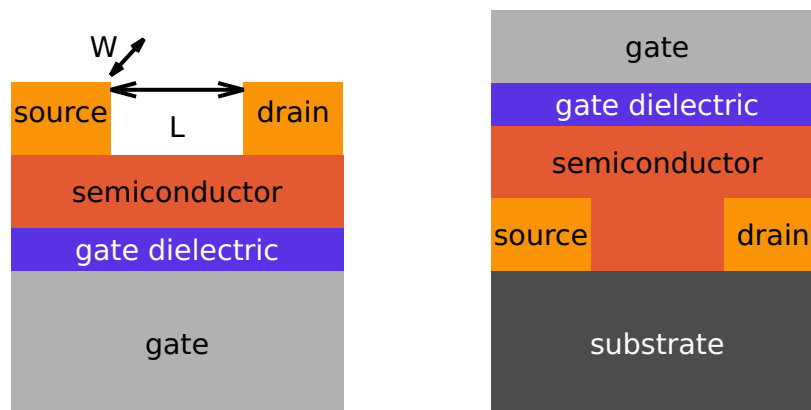 W
source
L
drain
semiconductor
gate dielectric
gate
gate
gate dielectric
semiconductor
source
drain
substrate